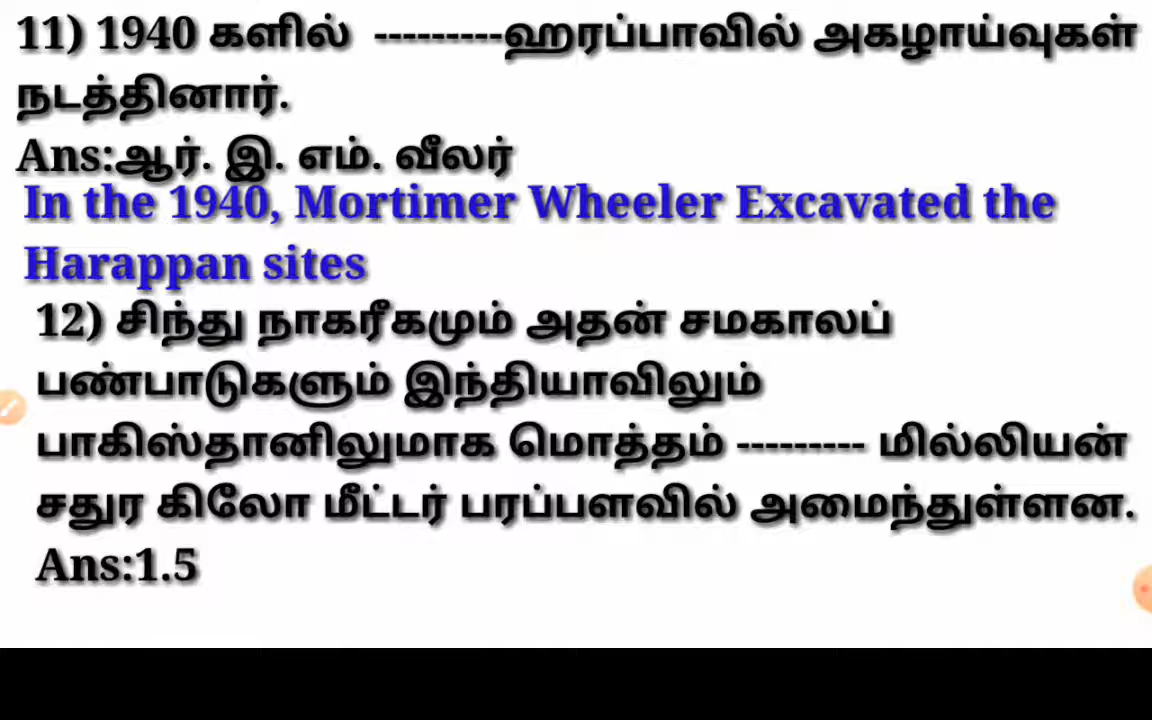 11) 1940 களில் ---------ஹரப்பாவில் அகழாய்வுகள்
நடத்தினார்.
Ans:ஆர். இ. எம். வீலர்
In the 1940, Mortimer Wheeler Excavated the
Harappan sites
12) சிந்து நாகரீகமும் அதன் சமகாலப்
பண்பாடுகளும் இந்தியாவிலும்
பாகிஸ்தானிலுமாக மொத்தம் --------- மில்லியன்
சதுர கிலோ மீட்டர் பரப்பளவில் அமைந்துள்ளன.
Ans:1.5